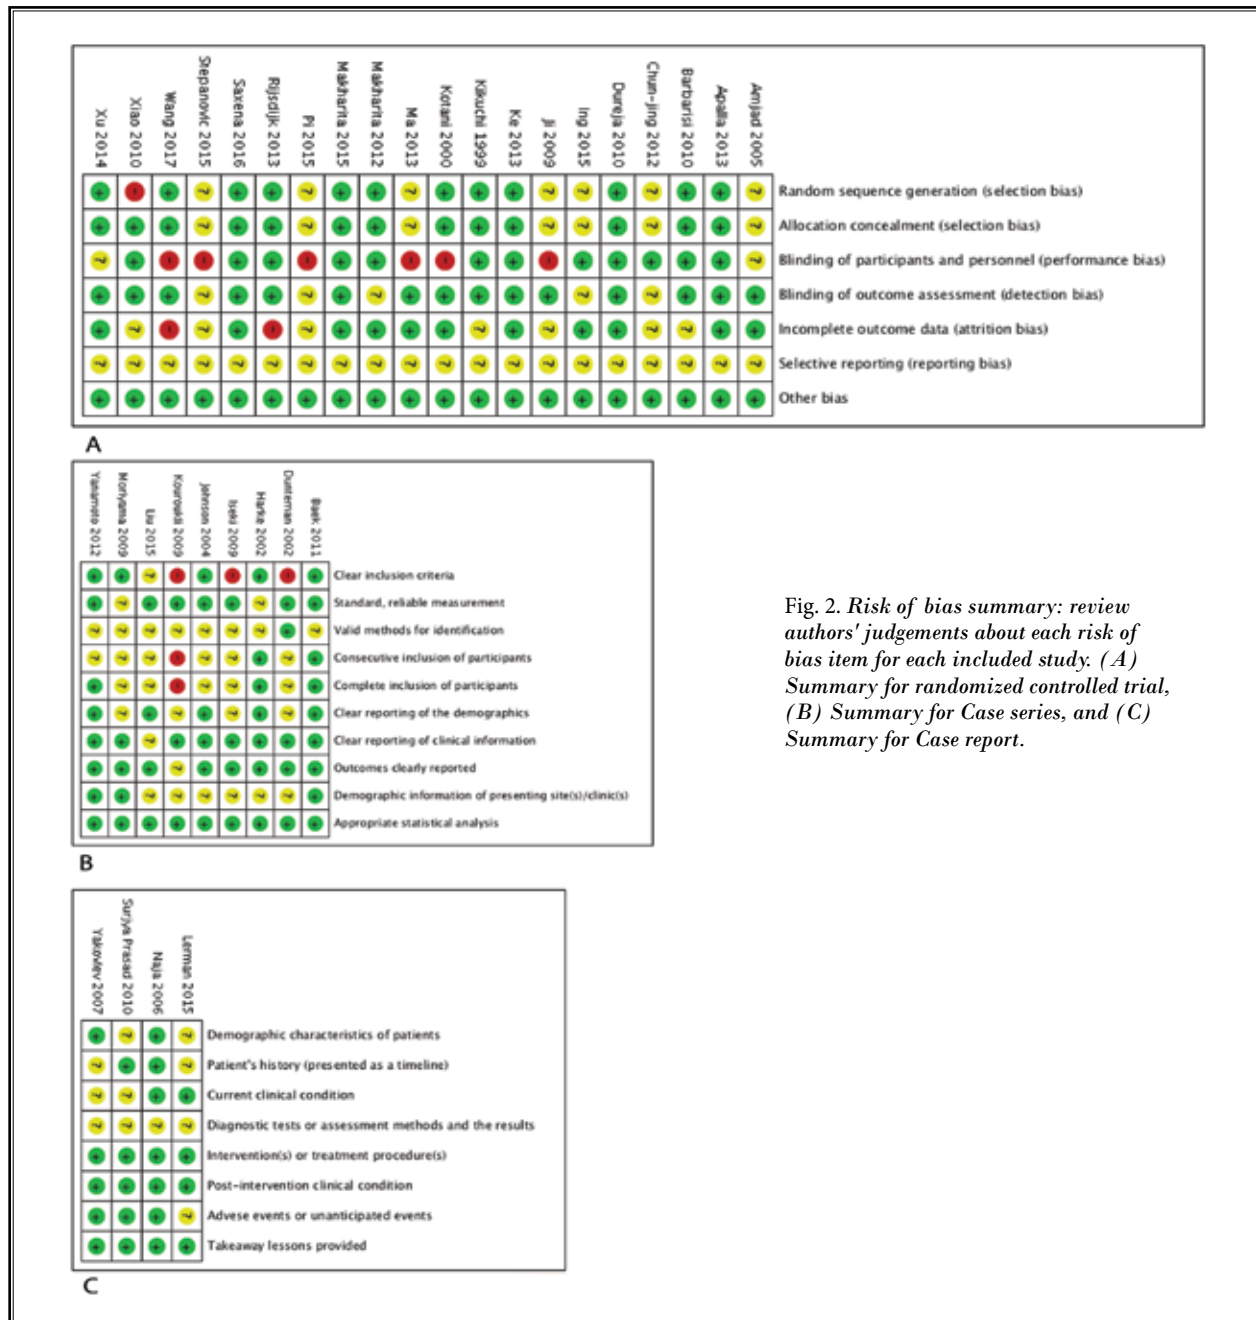 Xu 2014
Xiao 2010
Wang 2017
Stepanovic 2015
Saxena 2016
Rijsdijk 2013
Pi 2015
Makharita 2015
Makharita 2012
Ma 2013
Kotani 2000
Kikuchi 1999
Ke 2013
Ji 2009
Ing 2015
Dureja 2010
Chun-jing 2012
Barbarisi 2010
Apalla 2013
Amjad 2005
+ - + ? + + ? + + ? + + + ? ? + ? + + ? Random sequence generation (selection bias)
+ + + ? + + ? + + ? + + + ? ? + ? + + ? Allocation concealment (selection bias)
? + - - + + - + + - - + + - + + + + + ? Blinding of participants and personnel (performance bias)
+ + + ? + + ? + ? + + + + + ? + ? + + + Blinding of outcome assessment (detection bias)
+ ? - ? + - ? + + + + ? + ? + + ? ? + + Incomplete outcome data (attrition bias)
? ? ? ? ? ? ? ? ? ? ? ? ? ? ? ? ? ? ? ? Selective reporting (reporting bias)
+ + + + + + + + + + + + + + + + + + + + Other bias
A
Yanamoto 2012
Moriyama 2009
Liu 2015
Kouroukli 2009
Johnson 2004
Iseki 2009
Harke 2002
Dunteman 2002
Baek 2011
+ + ? - + - + - + Clear inclusion criteria
+ ? + + + + ? + + Standard, reliable measurement
? ? ? ? ? ? ? + ? Valid methods for identification
? ? ? - ? ? + ? + Consecutive inclusion of participants
+ ? ? - ? ? + ? + Complete inclusion of participants
+ ? + ? + ? + ? + Clear reporting of the demographics
+ + ? + + + + + + Clear reporting of clinical information
+ + + ? + + + + + Outcomes clearly reported
+ + ? ? ? ? ? ? + Demographic information of presenting site(s)/clinic(s)
+ + + + + + + + + Appropriate statistical analysis
B
Fig. 2. Risk of bias summary: review
authors' judgements about each risk of
bias item for each included study. (A)
Summary for randomized controlled trial,
(B) Summary for Case series, and (C)
Summary for Case report.
Yakovlev 2007
Surjya Prasad 2010
Naja 2006
Lerman 2015
+ ? + ? Demographic characteristics of patients
? + + ? Patient's history (presented as a timeline)
? ? + + Current clinical condition
? ? ? ? Diagnostic tests or assessment methods and the results
+ + + + Intervention(s) or treatment procedure(s)
+ + + + Post-intervention clinical condition
+ + + ? Advese events or unanticipated events
+ + + + Takeaway lessons provided
C